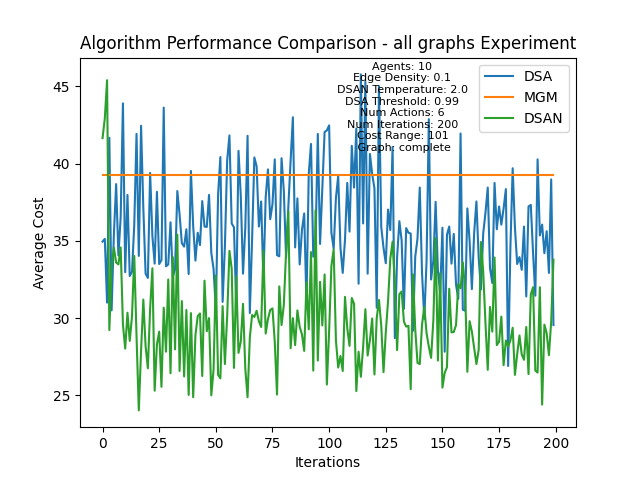 Algorithm Performance Comparison - all graphs Experiment
Agents: 10
Edge Density: 0.1
DSAN Temperature: 2.0
DSA Threshold: 0.99
Num Actions: 6
Num Iterations: 200
Cost Range: 101
Graph: complete
DSA
MGM
DSAN
Average Cost
45
40
35
30
25
0
25
50
75
100
125
150
175
200
Iterations